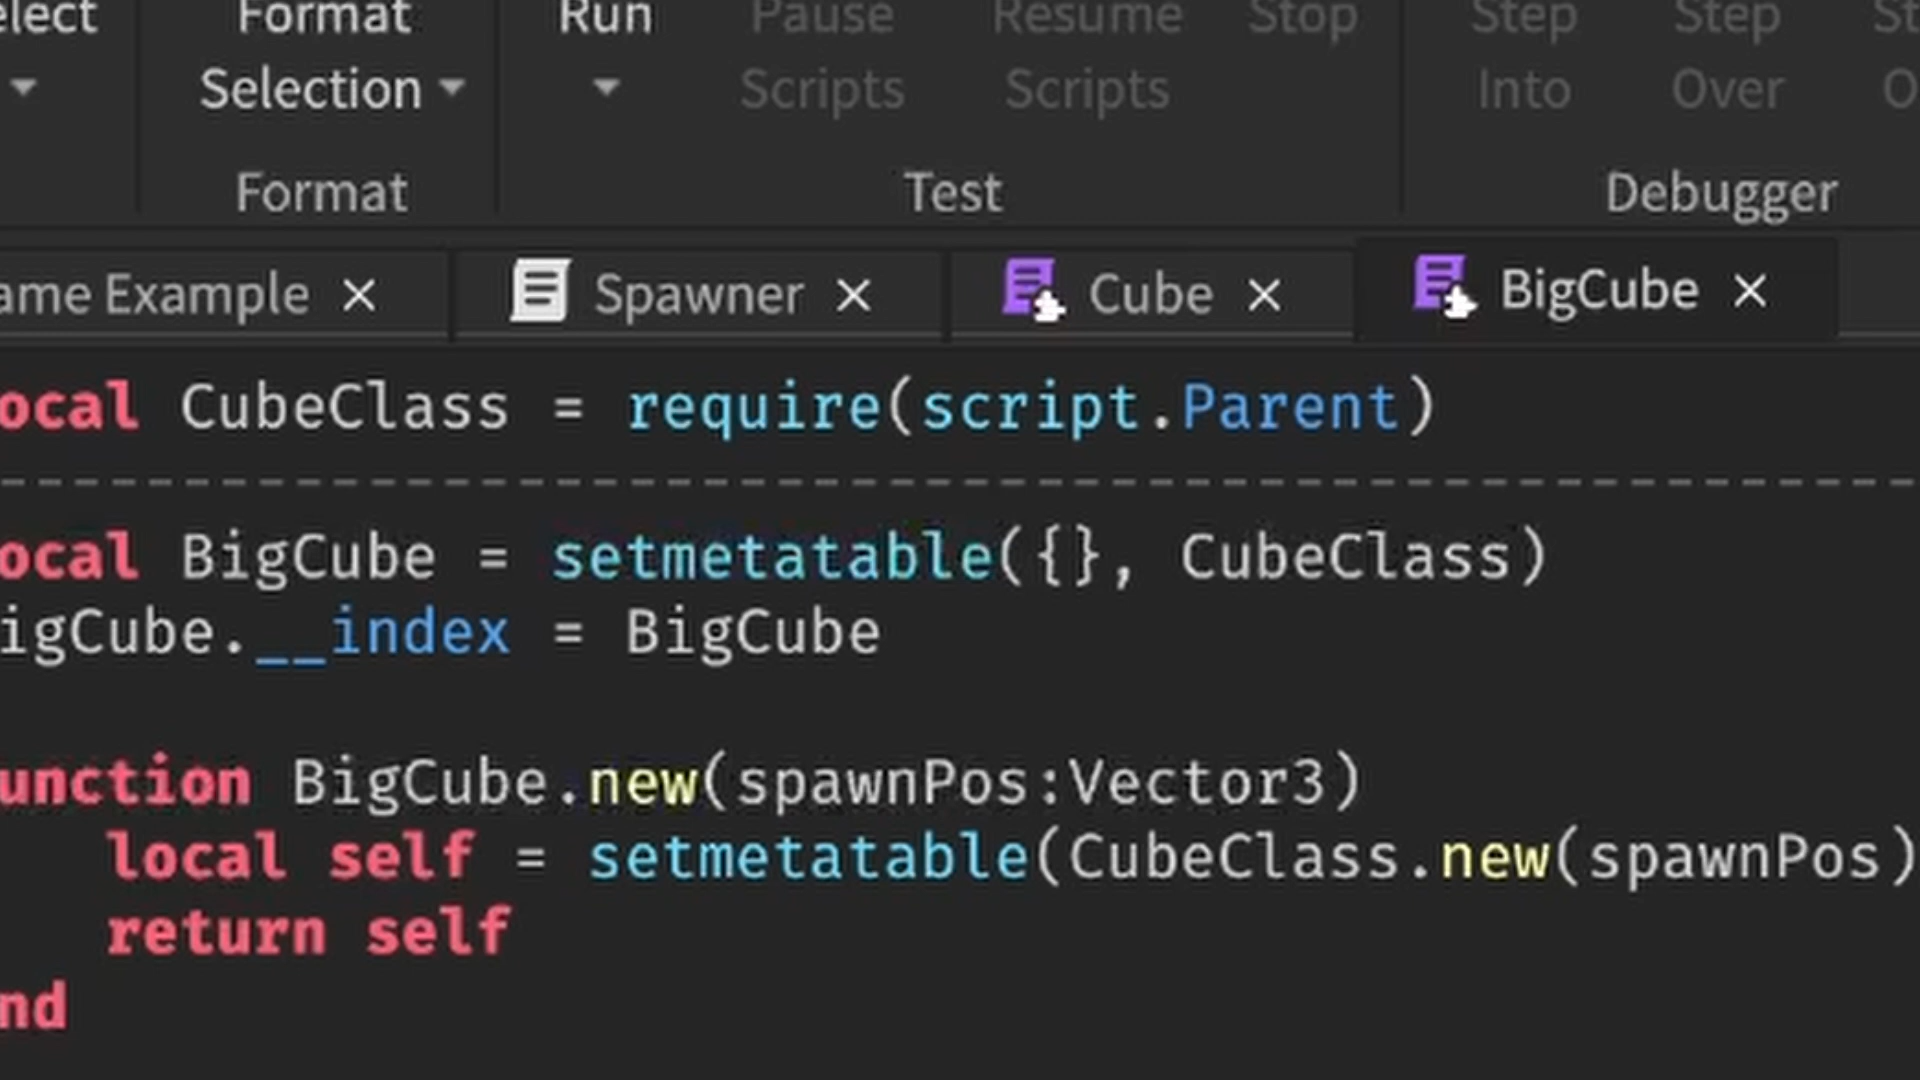 elect Format Run Pause Resume Stop Step Step St
Selection Scripts Scripts Into Over O
Format Test Debugger
ame Example Spawner Cube BigCube
ocal CubeClass = require(script.Parent)
ocal BigCube = setmetatable({}, CubeClass)
igCube.__index = BigCube
unction BigCube.new(spawnPos:Vector3)
local self = setmetatable(CubeClass.new(spawnPos)
return self
nd